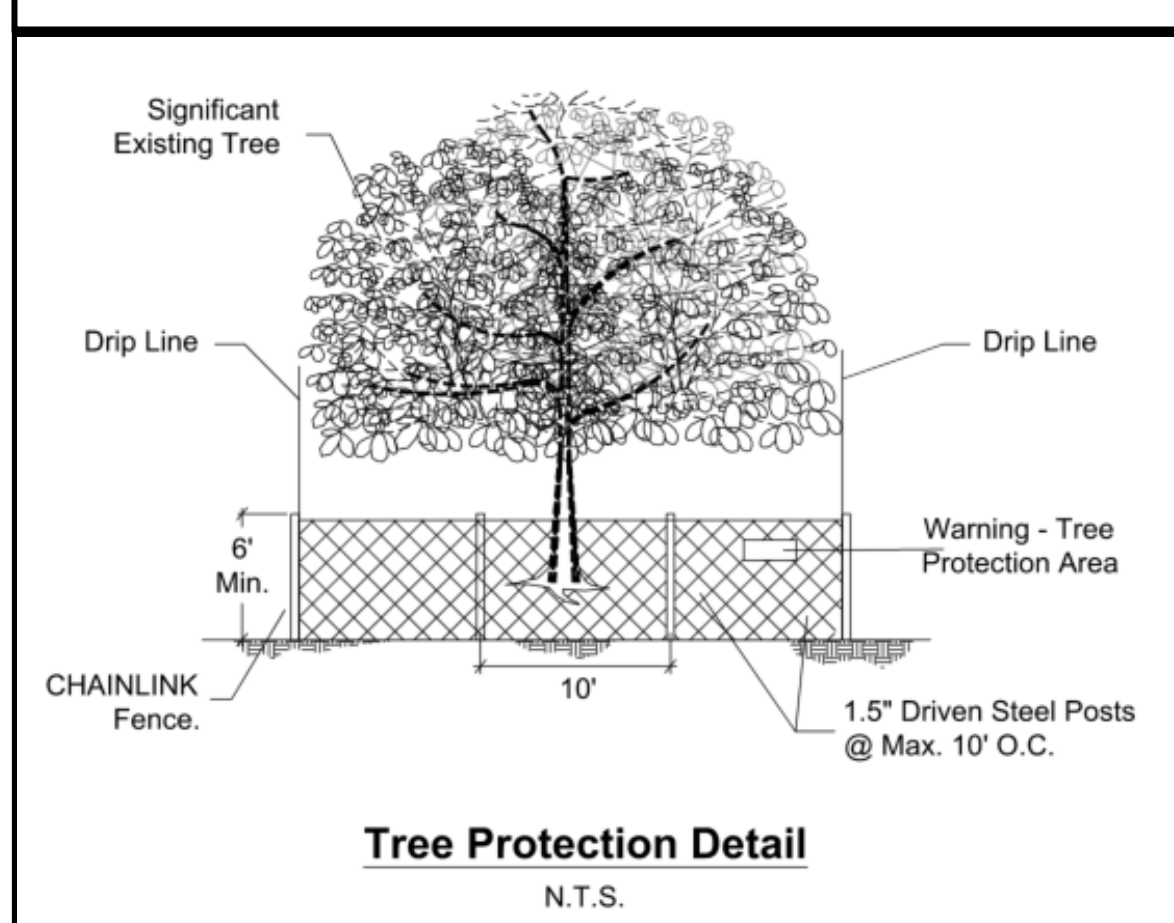 Significant
Existing Tree
Drip Line
Drip Line
6'
Min.
Warning - Tree
Protection Area
CHAINLINK
Fence.
10'
1.5" Driven Steel Posts
@ Max. 10' O.C.
Tree Protection Detail
N.T.S.